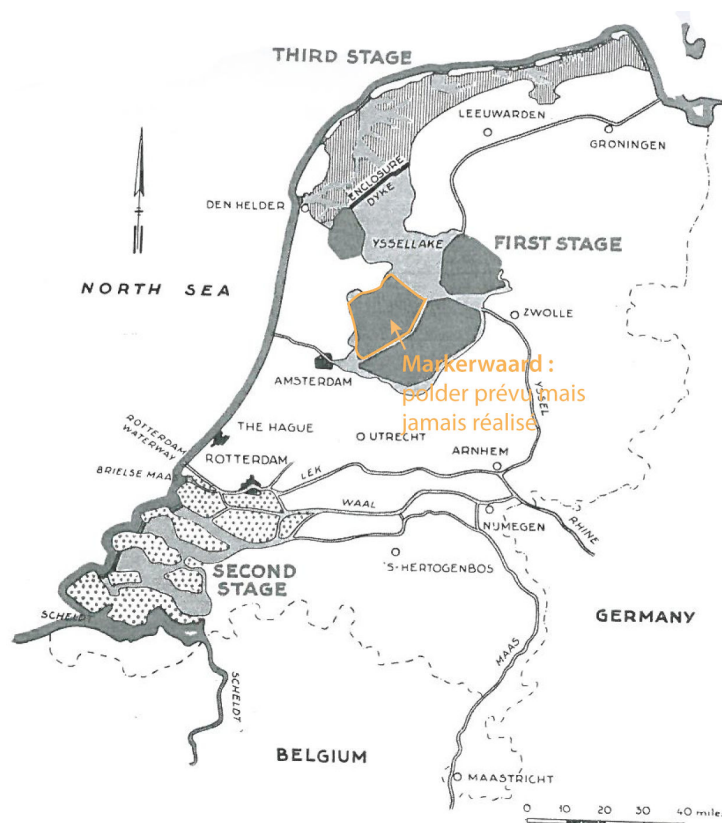 THIRD STAGE
LEEUWARDEN
GRONINGEN
ENCLOSURE
DYKE
DEN HELDER
YSSELLAKE
FIRST STAGE
NORTH SEA
ZWOLLE
Markerwaard :
polder prévu mais
jamais réalisé
AMSTERDAM
YSEL
THE HAGUE
UTRECHT
ROTTERDAM
WATERWAY
ROTTERDAM
ARNHEM
LEK
BRIELSE MAAS
WAAL
NIJMEGEN
RHINE
'S-HERTOGENBOS
SECOND
STAGE
SCHELDT
GERMANY
MAAS
SCHELDT
BELGIUM
MAASTRICHT
0 10 20 30 40 miles